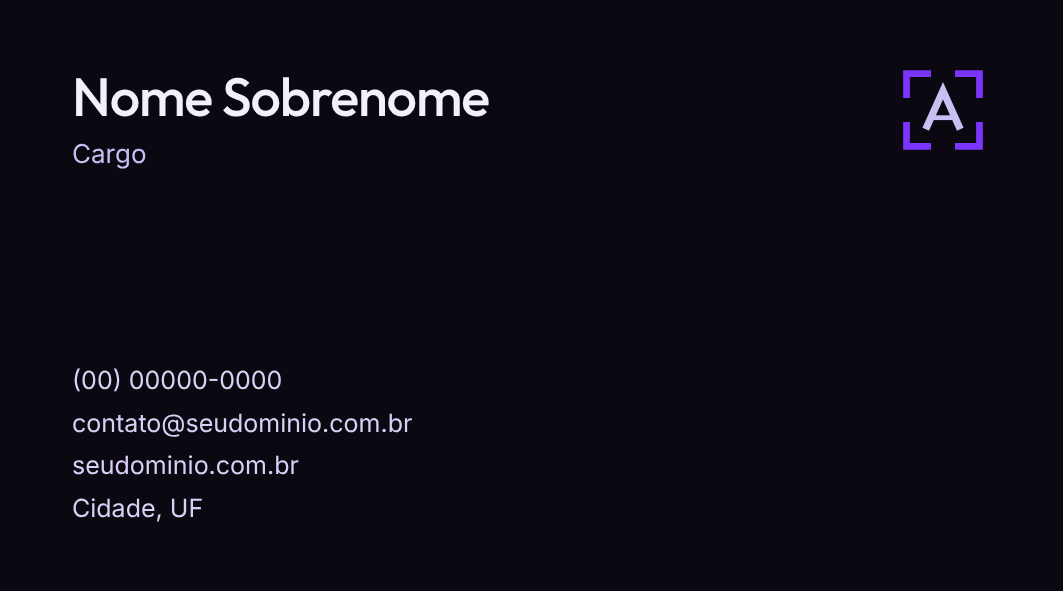 Nome Sobrenome
A
Cargo
(00) 00000-0000
contato@seudominio.com.br
seudominio.com.br
Cidade, UF